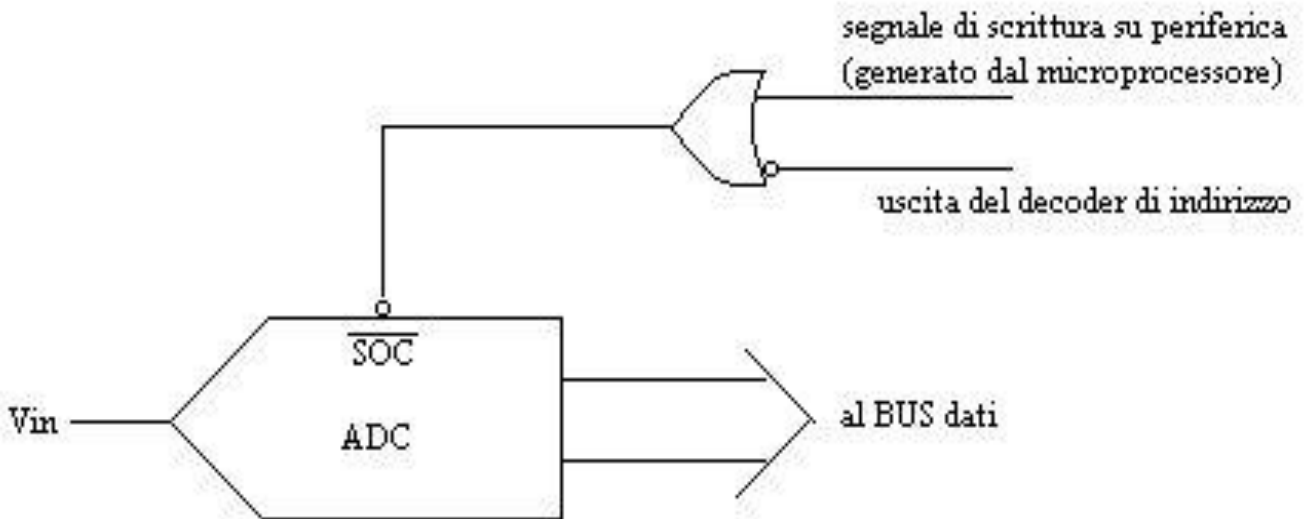 segnale di scrittura su periferica
(generato dal microprocessore)
uscita del decoder di indirizzo
SOC
Vin
ADC
al BUS dati